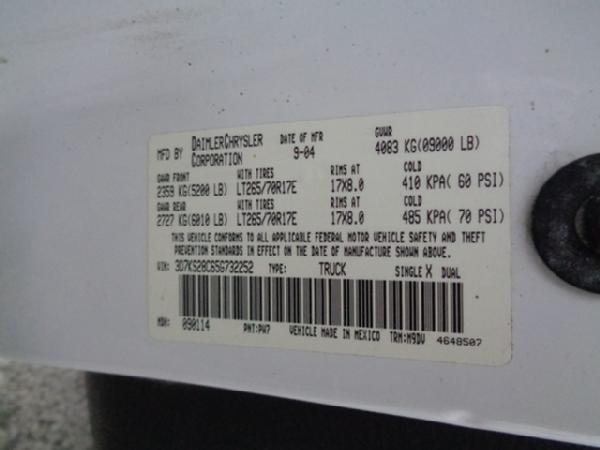 MFD BY DAIMLERCHRYSLER CORPORATION DATE OF MFR 9-04 GVWR 4083 KG(09000 LB)
GAWR FRONT WITH TIRES RIMS AT COLD
2359 KG(5200 LB) LT265/70R17E 17X8.0 410 KPA( 60 PSI)
GAWR REAR WITH TIRES RIMS AT COLD
2727 KG(6010 LB) LT265/70R17E 17X8.0 485 KPA( 70 PSI)
THIS VEHICLE CONFORMS TO ALL APPLICABLE FEDERAL MOTOR VEHICLE SAFETY AND THEFT
PREVENTION STANDARDS IN EFFECT ON THE DATE OF MANUFACTURE SHOWN ABOVE.
VIN: 3D7KS28C65G732252 TYPE: TRUCK SINGLE X DUAL
MDH: 090114 PNT:PW7 VEHICLE MADE IN MEXICO TRM:M9DV 4648507